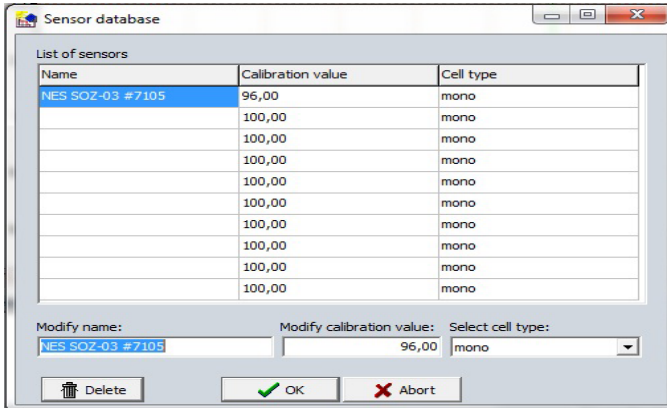 Sensor database
List of sensors
Name Calibration value Cell type
NES SOZ-03 #7105 96,00 mono
100,00 mono
100,00 mono
100,00 mono
100,00 mono
100,00 mono
100,00 mono
100,00 mono
100,00 mono
100,00 mono
Modify name: Modify calibration value: Select cell type:
NES SOZ-03 #7105 96,00 mono
Delete OK Abort